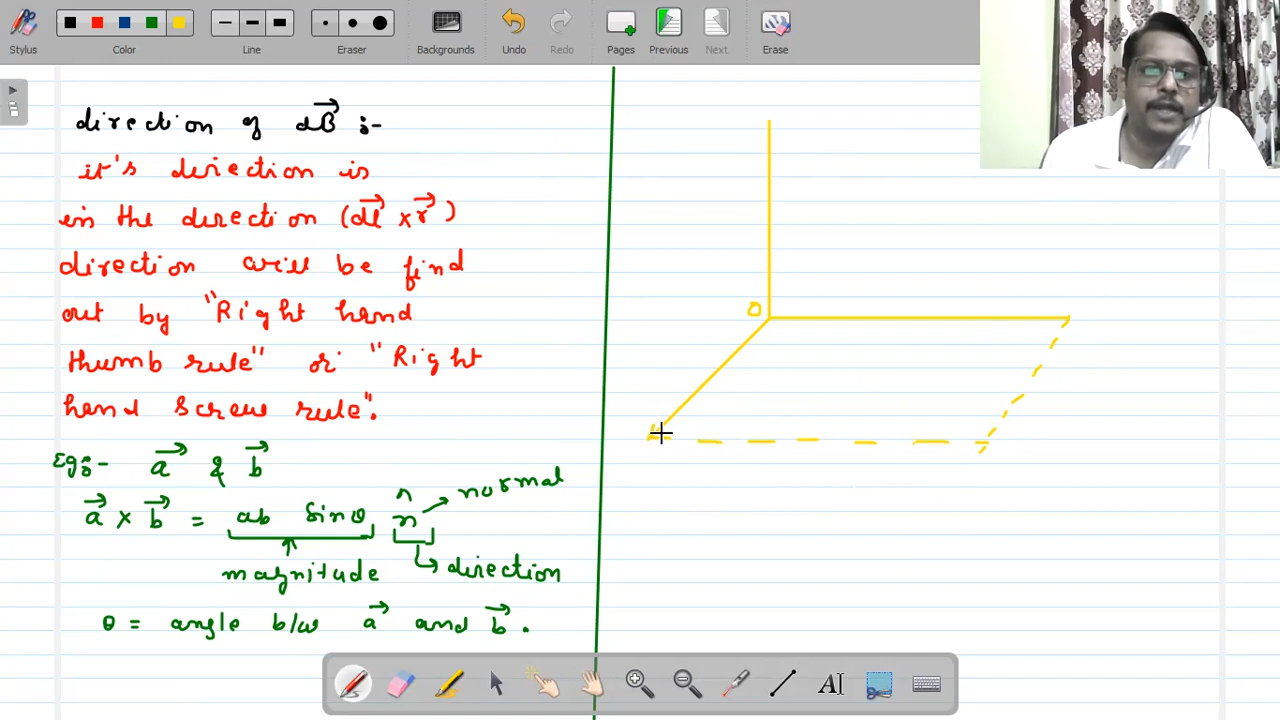 Stylus
Color
Line
Eraser
Backgrounds
Undo
Redo
Pages
Previous
Next
Erase
direction of dB :-
it's direction is
in the direction (dl × r)
direction will be find
out by "Right hand
thumb rule" or "Right
hand screw rule".
Eg:- a & b
a × b = ab sinθ n̂ → normal
magnitude
direction
θ = angle b/w a and b.
O
AI